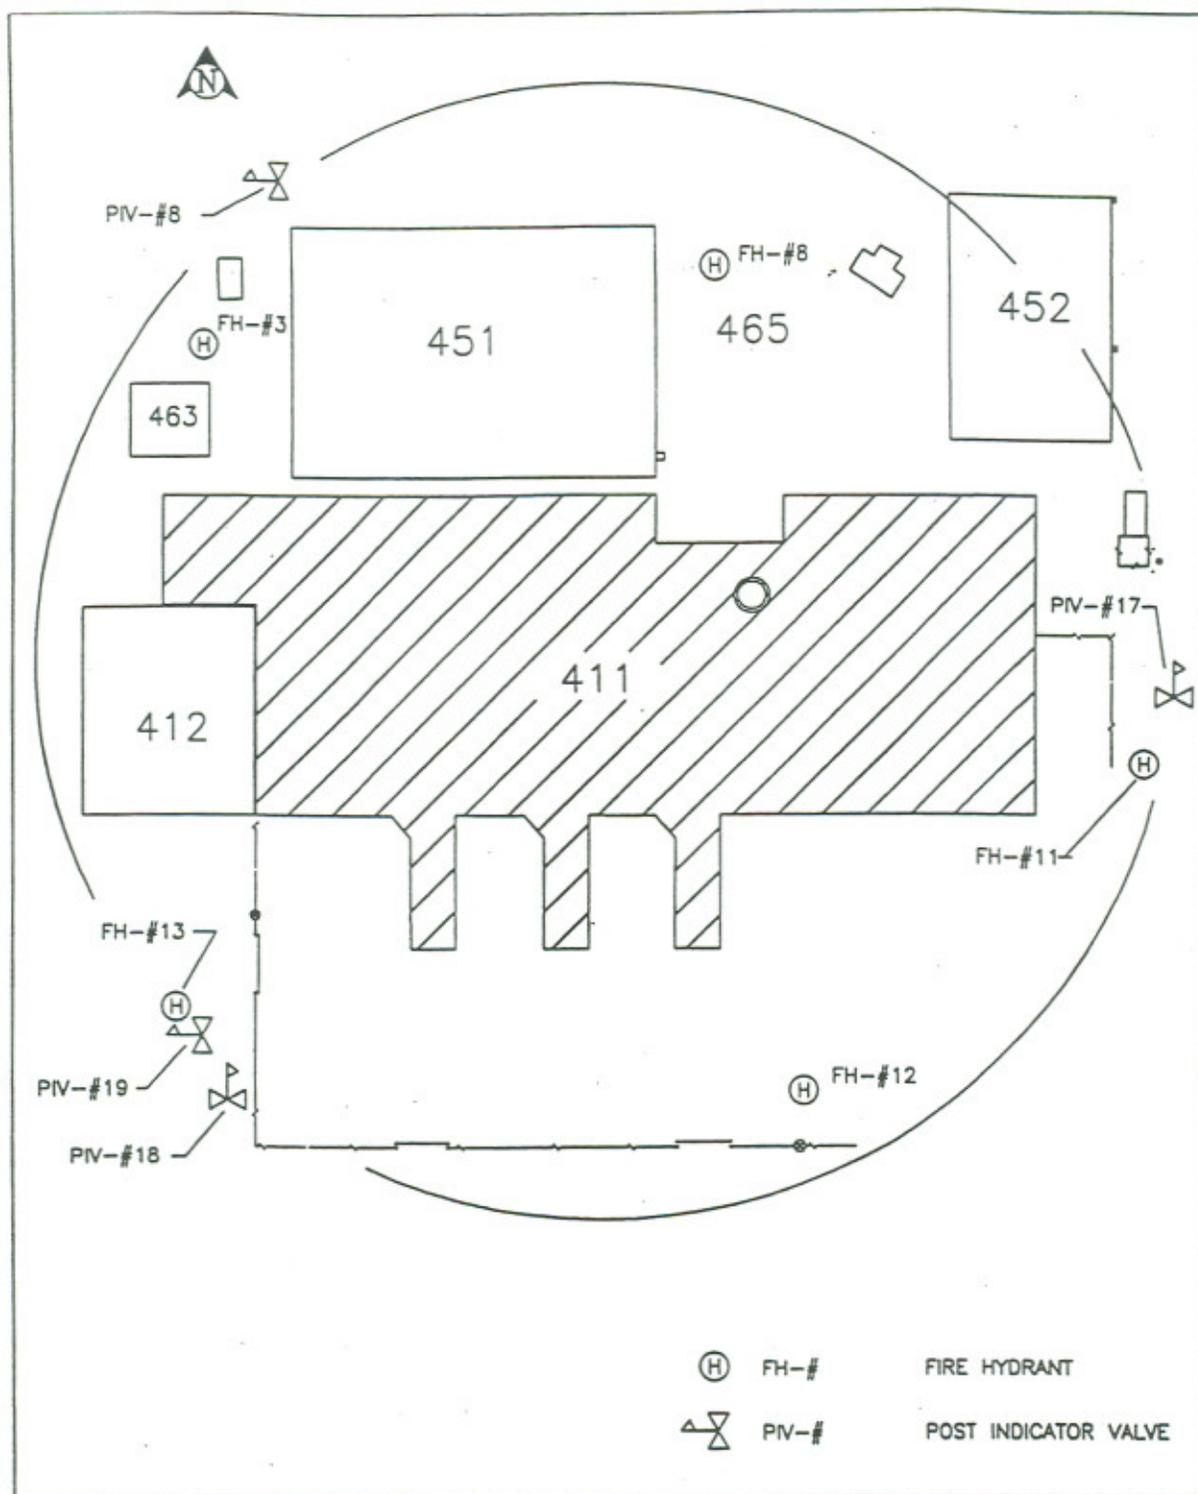 N
PIV-#8
FH-#8
FH-#3
451
465
452
463
PIV-#17
411
412
FH-#11
FH-#13
FH-#12
PIV-#19
PIV-#18
H FH-# FIRE HYDRANT
PIV-# POST INDICATOR VALVE
H
H
H
H
H